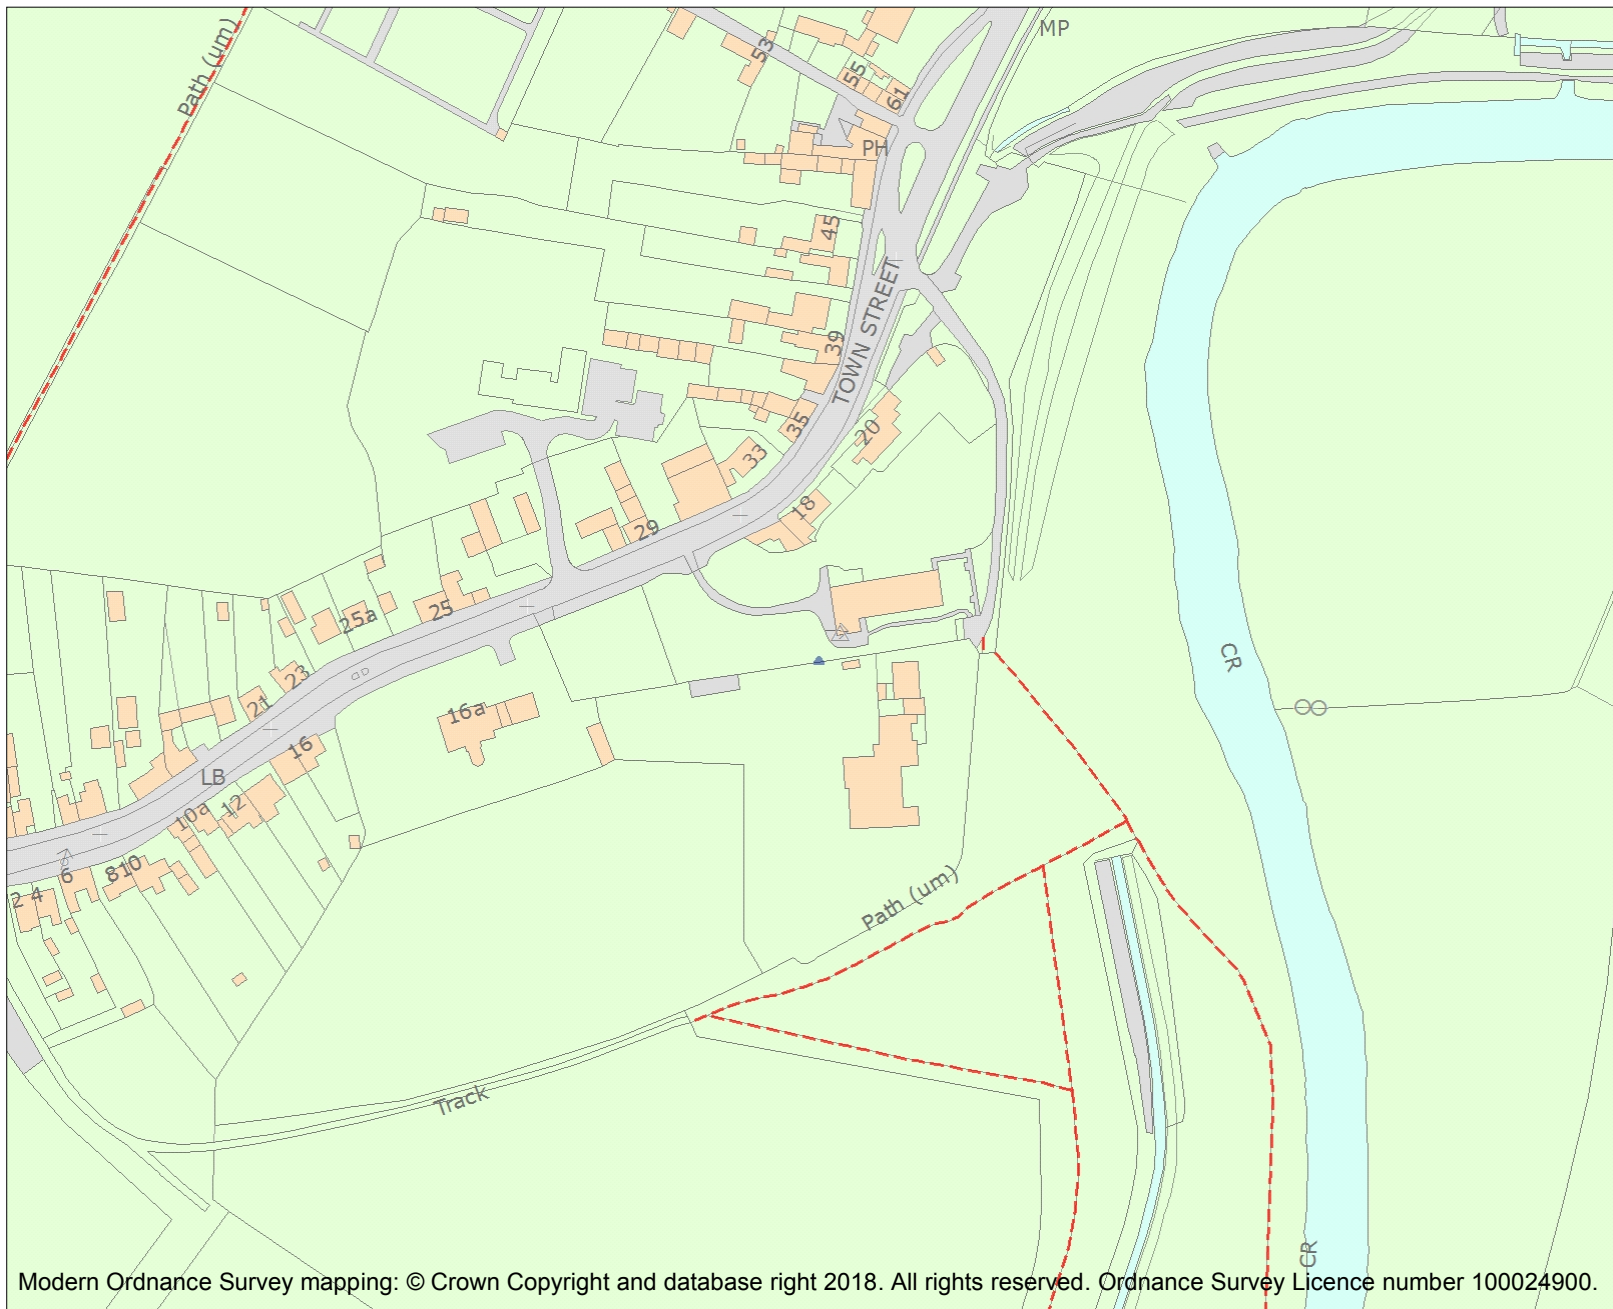 MP
Path (um)
53
55
61
PH
45
TOWN STREET
39
35
20
33
18
29
25
25a
23
21
16a
16
LB
12
10a
10
8
6
4
2
CR
Path (um)
Track
CR
Modern Ordnance Survey mapping: © Crown Copyright and database right 2018. All rights reserved. Ordnance Survey Licence number 100024900.